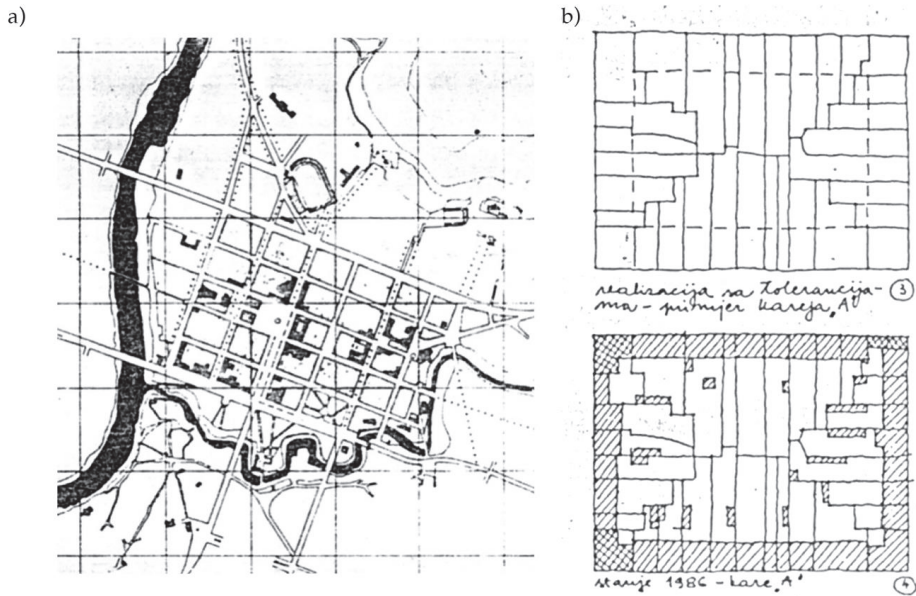 a)
b)
realizacija sa tolerancija-
ma - primjer kareja "A"
3
stanje 1986 - kare "A"
4